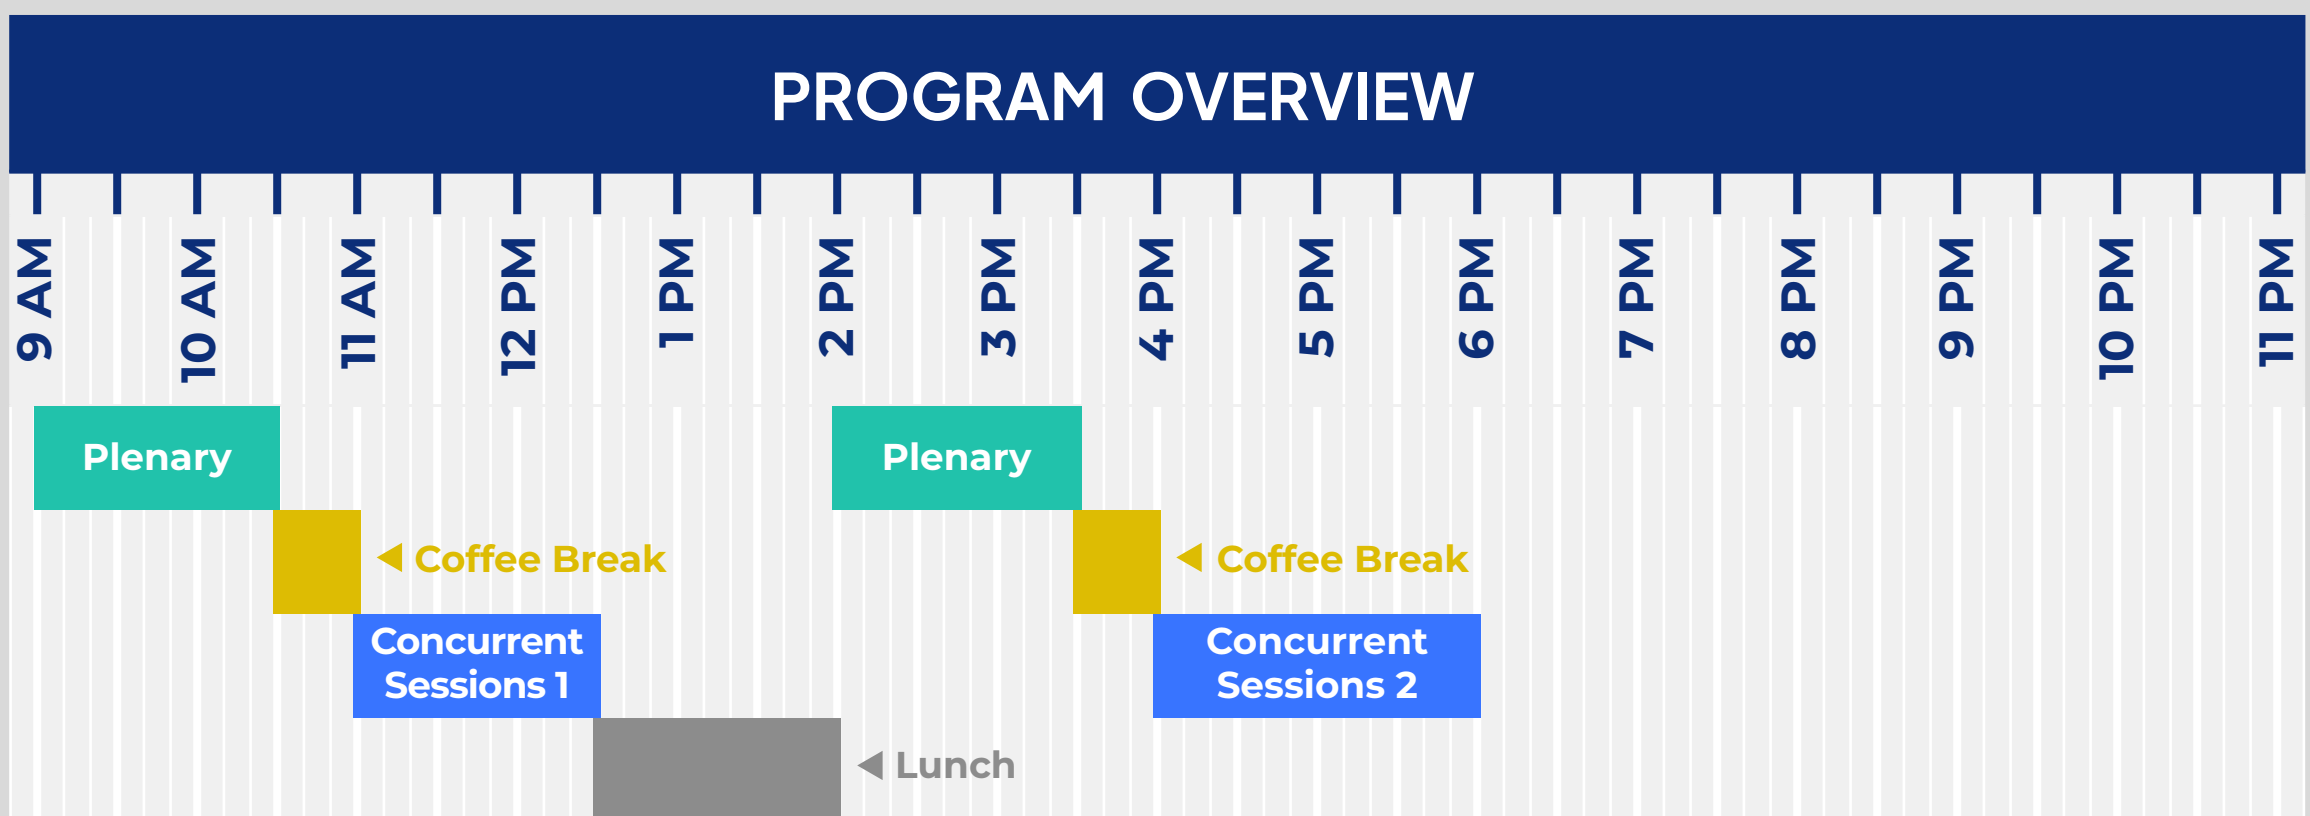 PROGRAM OVERVIEW
9 AM
10 AM
11 AM
12 PM
1 PM
2 PM
3 PM
4 PM
5 PM
6 PM
7 PM
8 PM
9 PM
10 PM
11 PM
Plenary
Plenary
Coffee Break
Coffee Break
Concurrent
Sessions 1
Concurrent
Sessions 2
Lunch